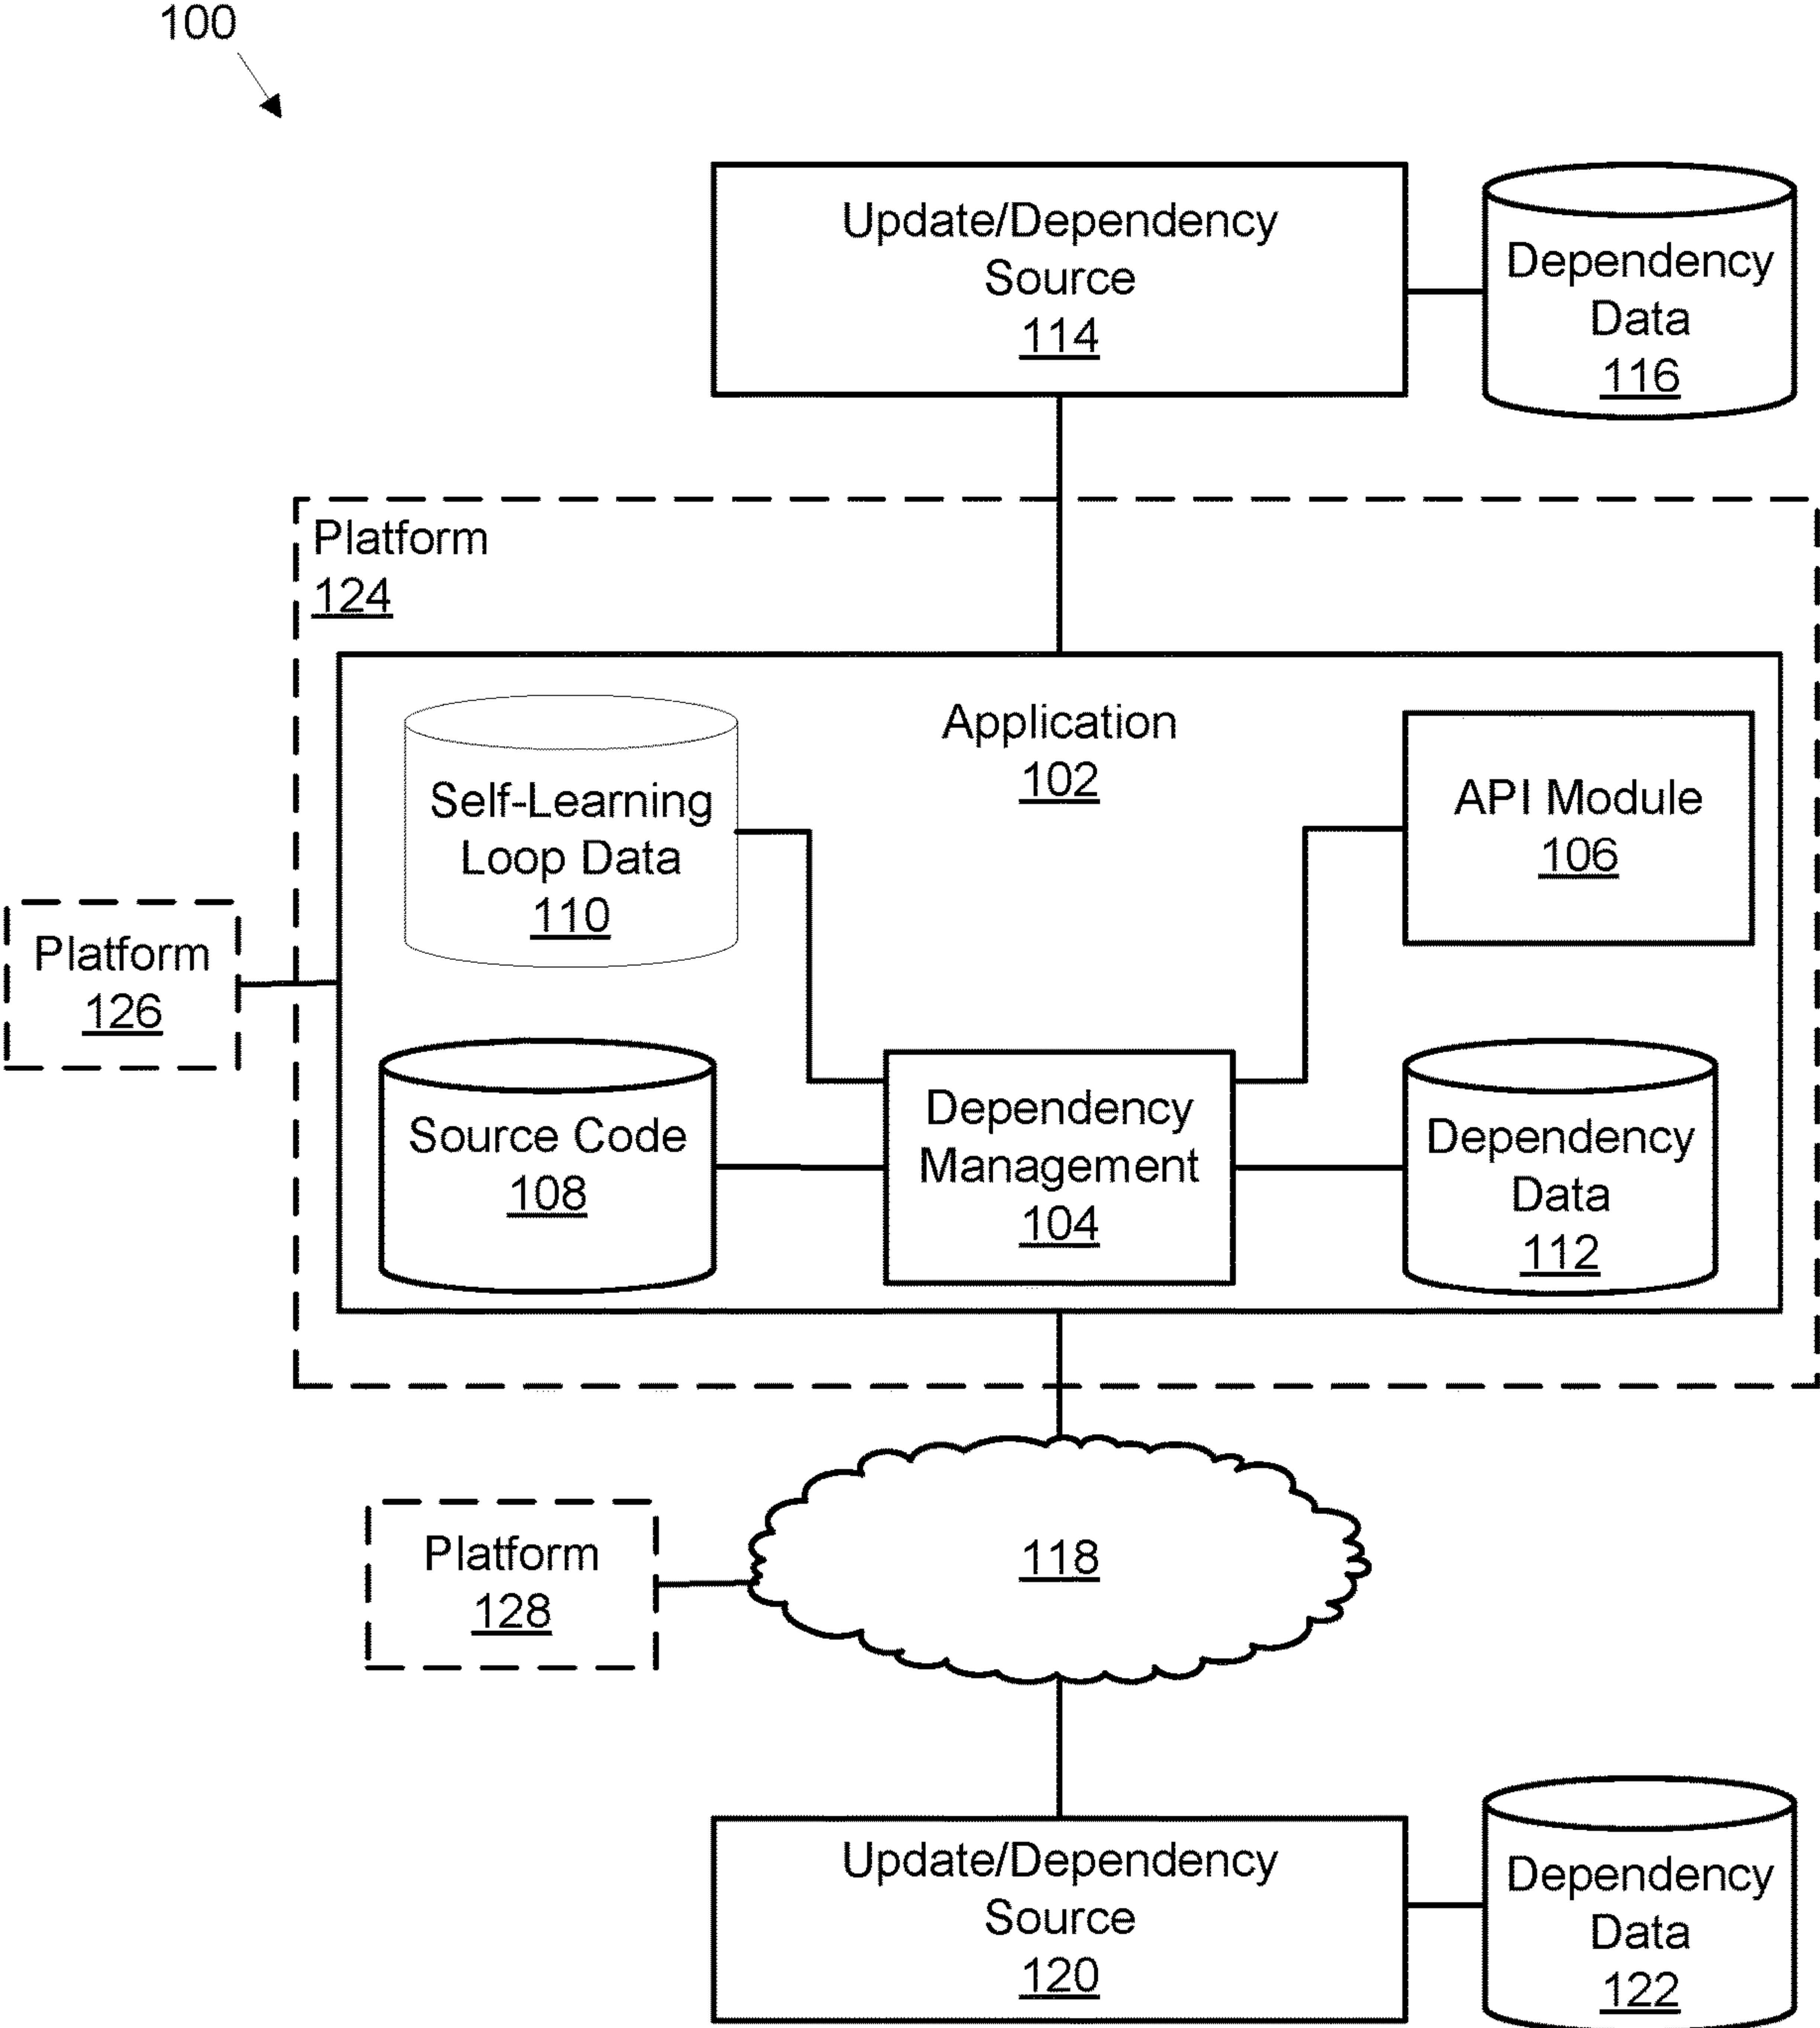 100
Update/Dependency
Source
114
Dependency
Data
116
Platform
124
Application
102
Self-Learning
Loop Data
110
API Module
106
Platform
126
Source Code
108
Dependency
Management
104
Dependency
Data
112
118
Platform
128
Update/Dependency
Source
120
Dependency
Data
122